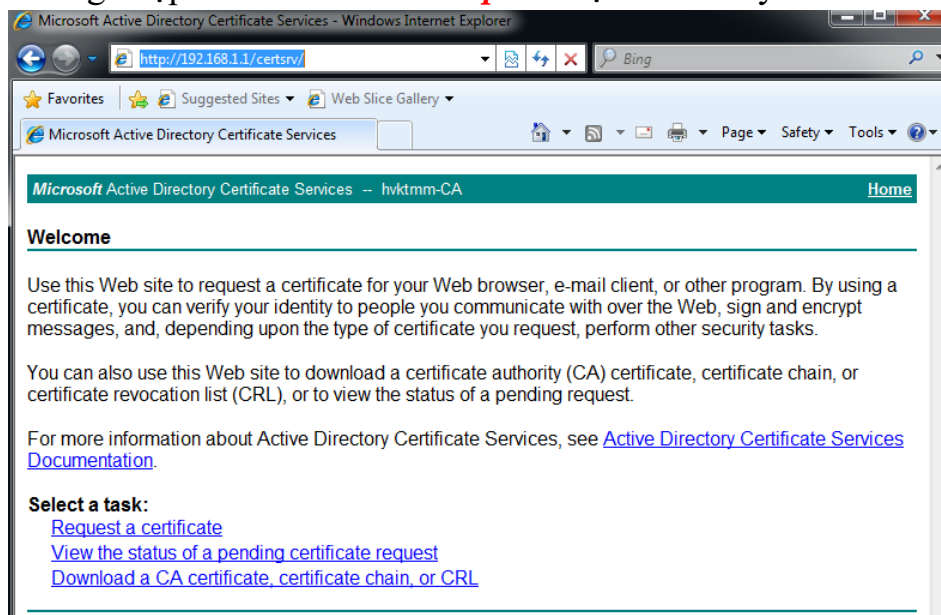 Microsoft Active Directory Certificate Services - Windows Internet Explorer
http://192.168.1.1/certsrv/
Bing
Favorites Suggested Sites Web Slice Gallery
Microsoft Active Directory Certificate Services Page Safety Tools
Microsoft Active Directory Certificate Services -- hvktmm-CA Home
Welcome
Use this Web site to request a certificate for your Web browser, e-mail client, or other program. By using a
certificate, you can verify your identity to people you communicate with over the Web, sign and encrypt
messages, and, depending upon the type of certificate you request, perform other security tasks.
You can also use this Web site to download a certificate authority (CA) certificate, certificate chain, or
certificate revocation list (CRL), or to view the status of a pending request.
For more information about Active Directory Certificate Services, see Active Directory Certificate Services
Documentation.
Select a task:
Request a certificate
View the status of a pending certificate request
Download a CA certificate, certificate chain, or CRL